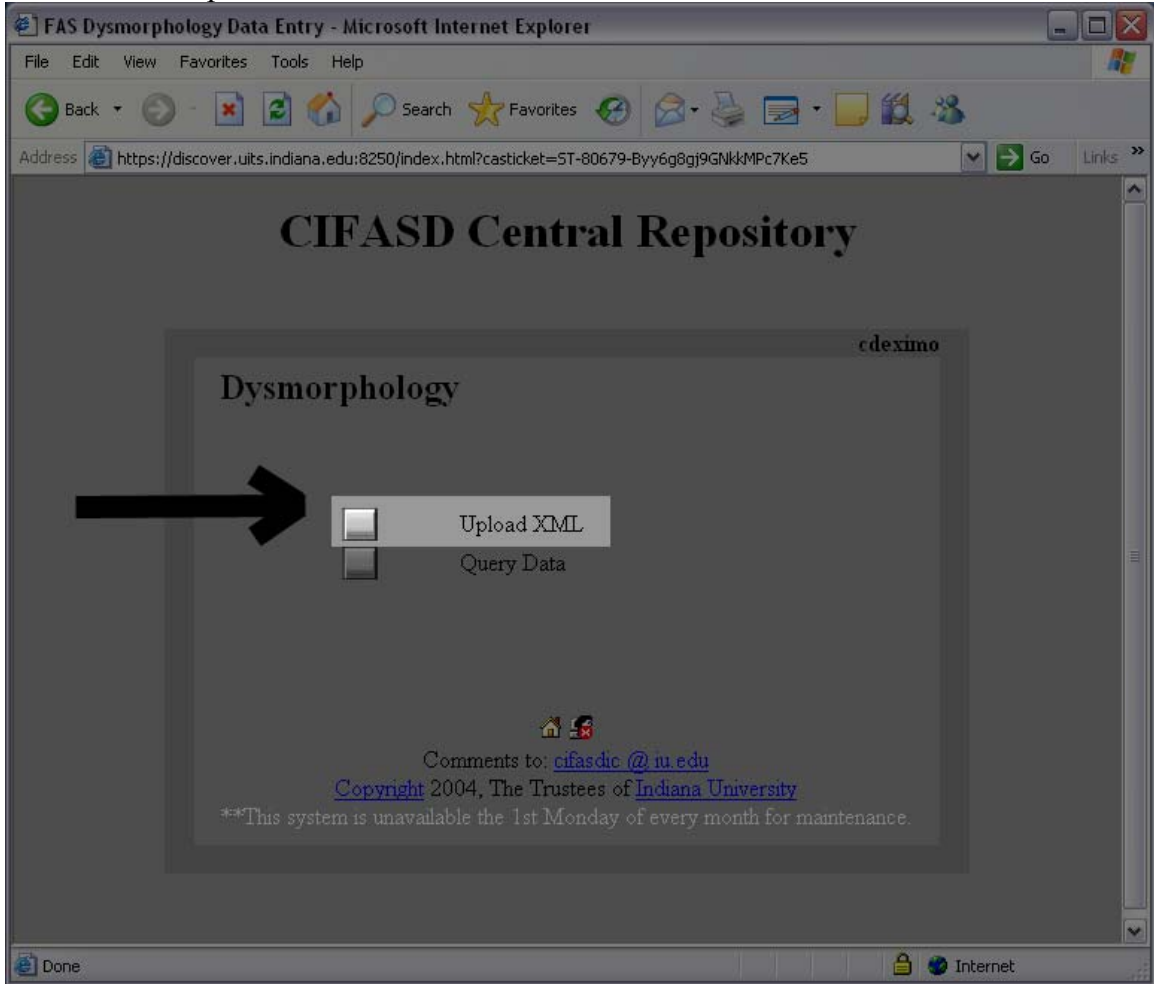 FAS Dysmorphology Data Entry - Microsoft Internet Explorer
File Edit View Favorites Tools Help
Back Search Favorites
Address https://discover.uits.indiana.edu:8250/index.html?casticket=ST-80679-Byy6g8gj9GNkkMPc7Ke5 Go Links »
CIFASD Central Repository
cdeximo
Dysmorphology
Upload XML
Query Data
Comments to: cifasdic @ iu.edu
Copyright 2004, The Trustees of Indiana University
**This system is unavailable the 1st Monday of every month for maintenance.
Done Internet